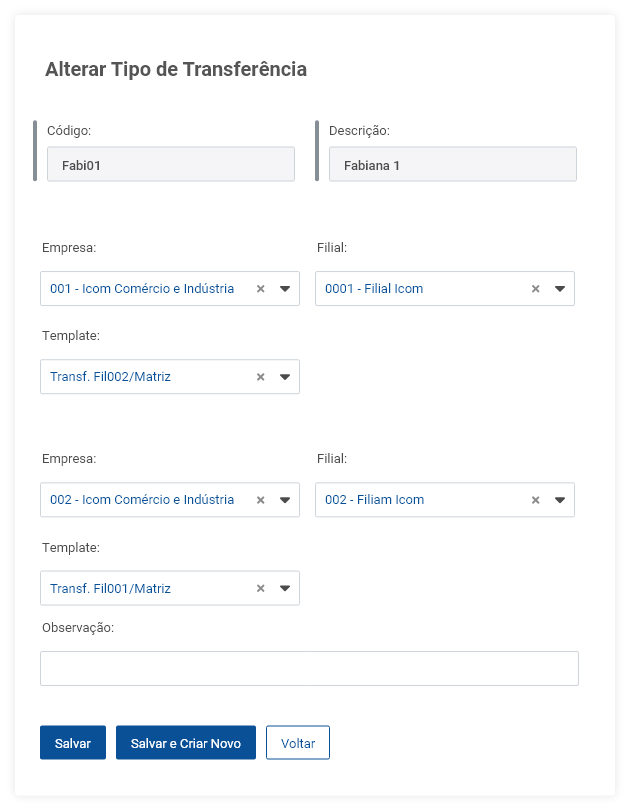 Alterar Tipo de Transferência
Código: Descrição:
Fabi01 Fabiana 1
Empresa: Filial:
001 - Icom Comércio e Indústria × 0001 - Filial Icom ×
Template:
Transf. Fil002/Matriz ×
Empresa: Filial:
002 - Icom Comércio e Indústria × 002 - Filiam Icom ×
Template:
Transf. Fil001/Matriz ×
Observação:
Salvar Salvar e Criar Novo Voltar